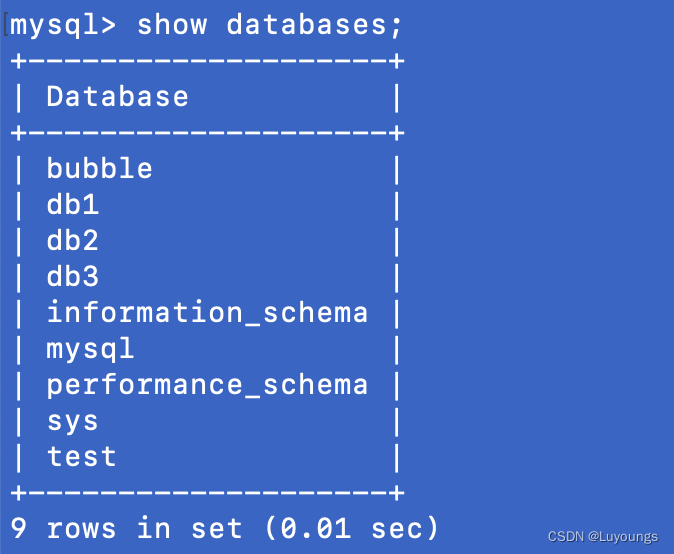 mysql> show databases;
+--------------------+
| Database           |
+--------------------+
| bubble             |
| db1                |
| db2                |
| db3                |
| information_schema |
| mysql              |
| performance_schema |
| sys                |
| test               |
+--------------------+
9 rows in set (0.01 sec)
CSDN @Luyoungs